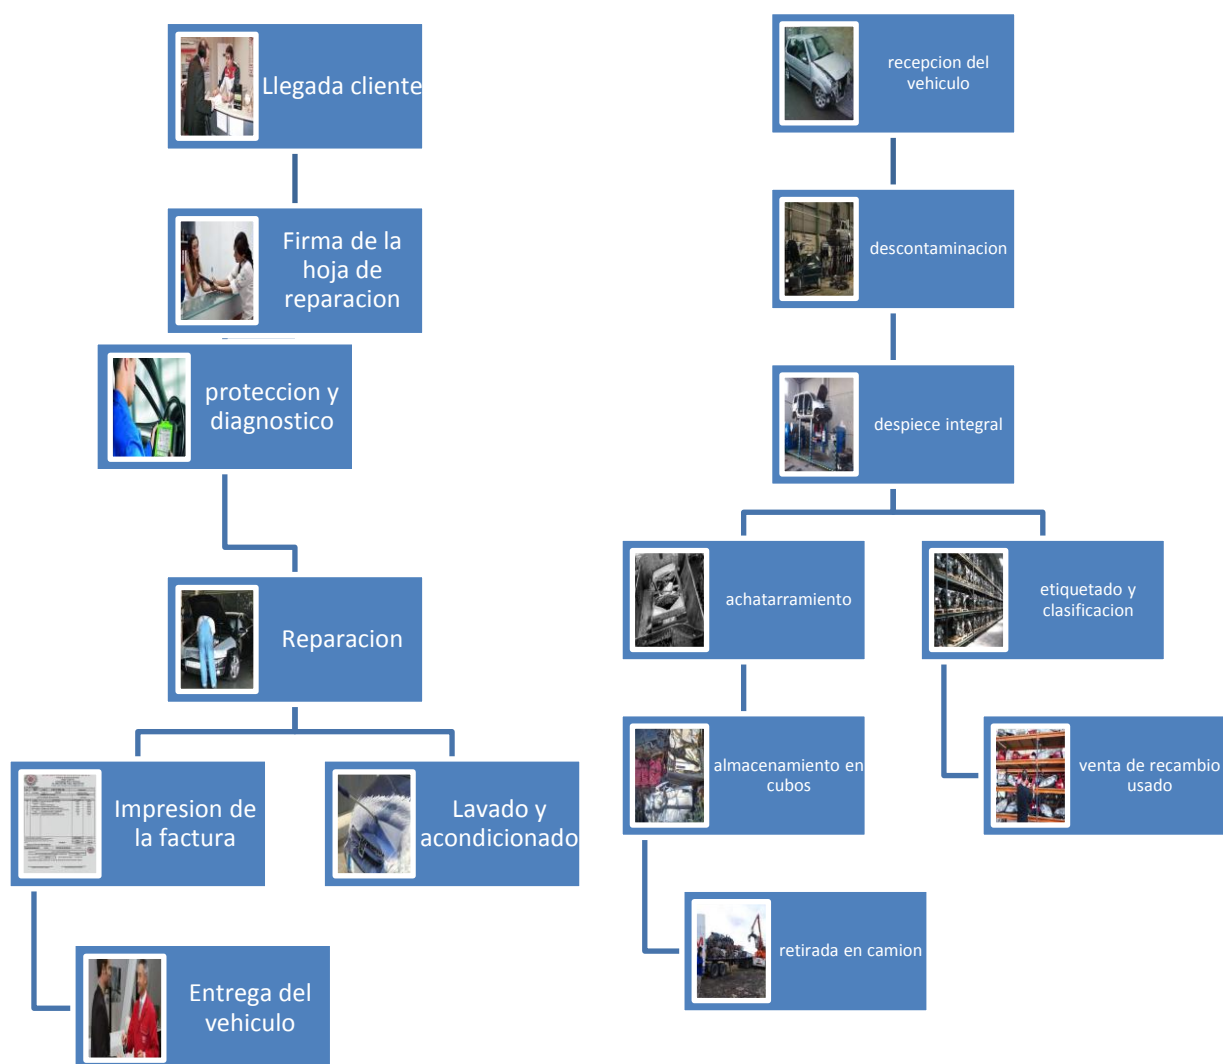 Llegada cliente
Firma de la
hoja de
reparacion
proteccion y
diagnostico
Reparacion
Impresion de
la factura
Lavado y
acondicionado
Entrega del
vehiculo
recepcion del
vehiculo
descontaminacion
despiece integral
achatarramiento
etiquetado y
clasificacion
almacenamiento en
cubos
venta de recambio
usado
retirada en camion